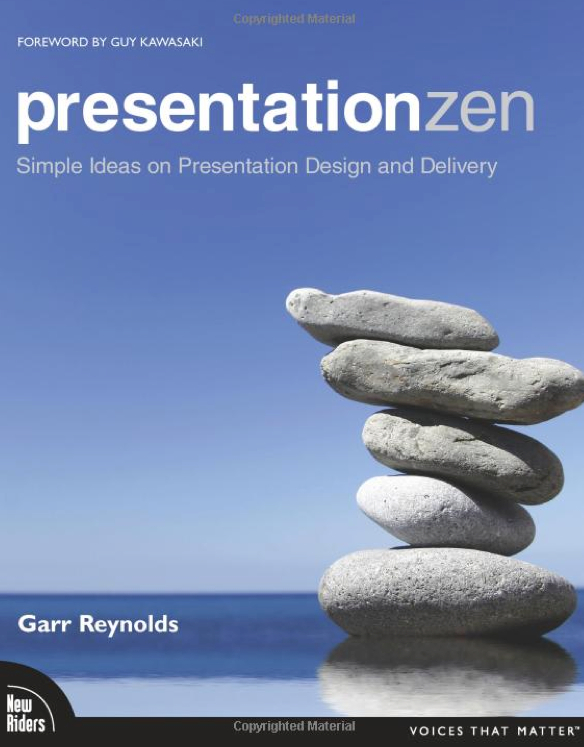 Copyrighted Material
FOREWORD BY GUY KAWASAKI
presentationzen
Simple Ideas on Presentation Design and Delivery
Garr Reynolds
New
Riders
Copyrighted Material
VOICES THAT MATTER™